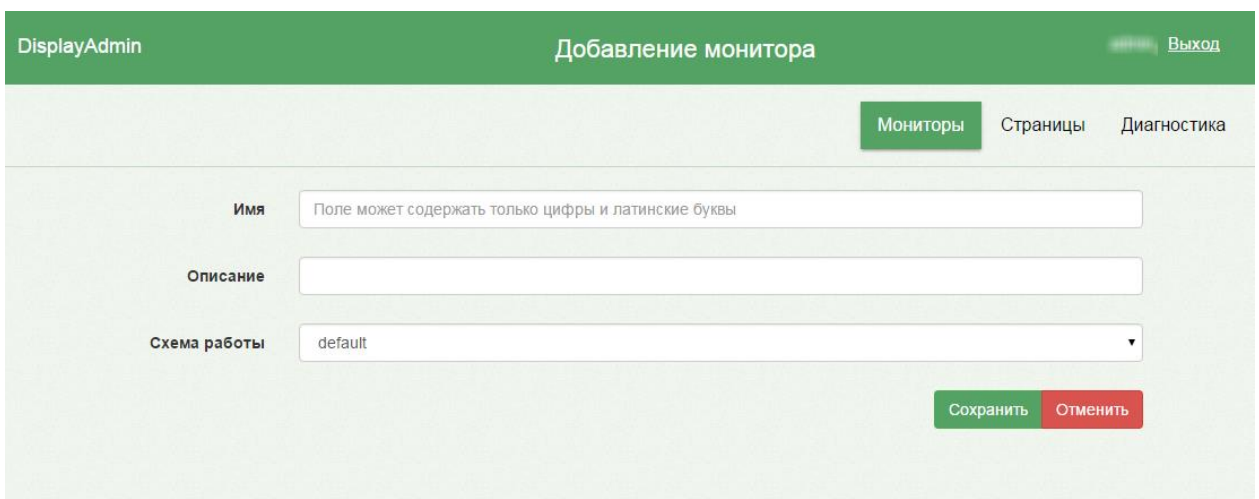 DisplayAdmin
Добавление монитора
Выход
Мониторы
Страницы
Диагностика
Имя
Поле может содержать только цифры и латинские буквы
Описание
Схема работы
default
Сохранить
Отменить